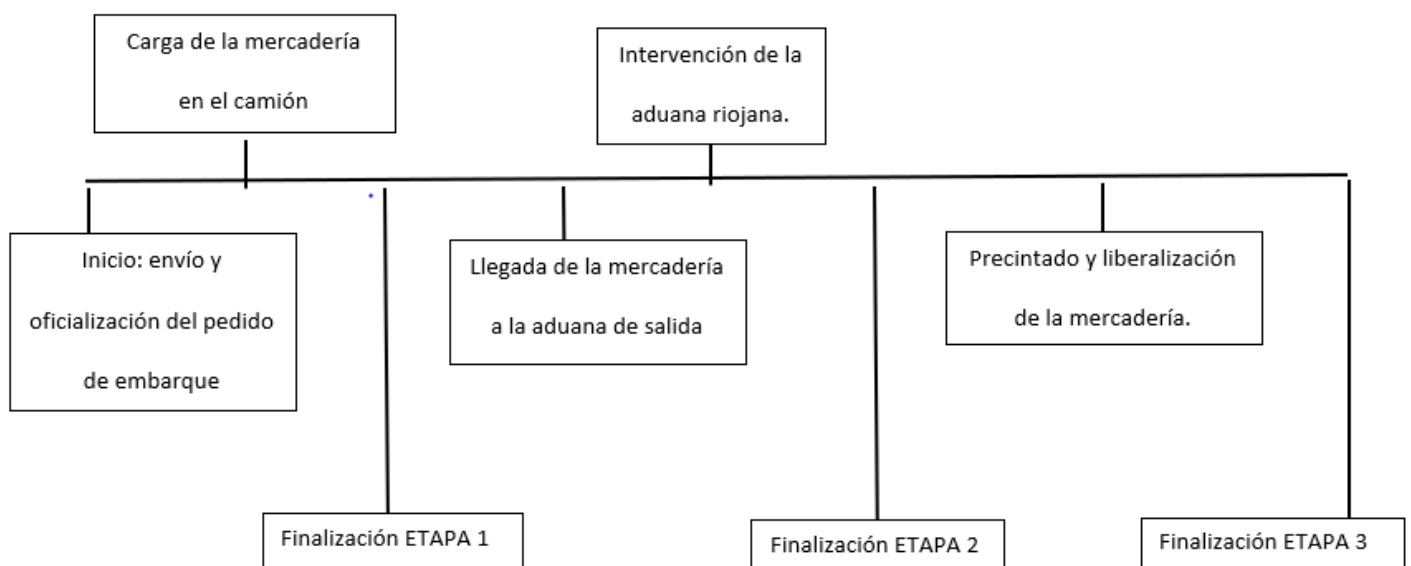 Carga de la mercadería
en el camión
Intervención de la
aduana riojana.
Inicio: envío y
oficialización del pedido
de embarque
Llegada de la mercadería
a la aduana de salida
Precintado y liberalización
de la mercadería.
Finalización ETAPA 1
Finalización ETAPA 2
Finalización ETAPA 3